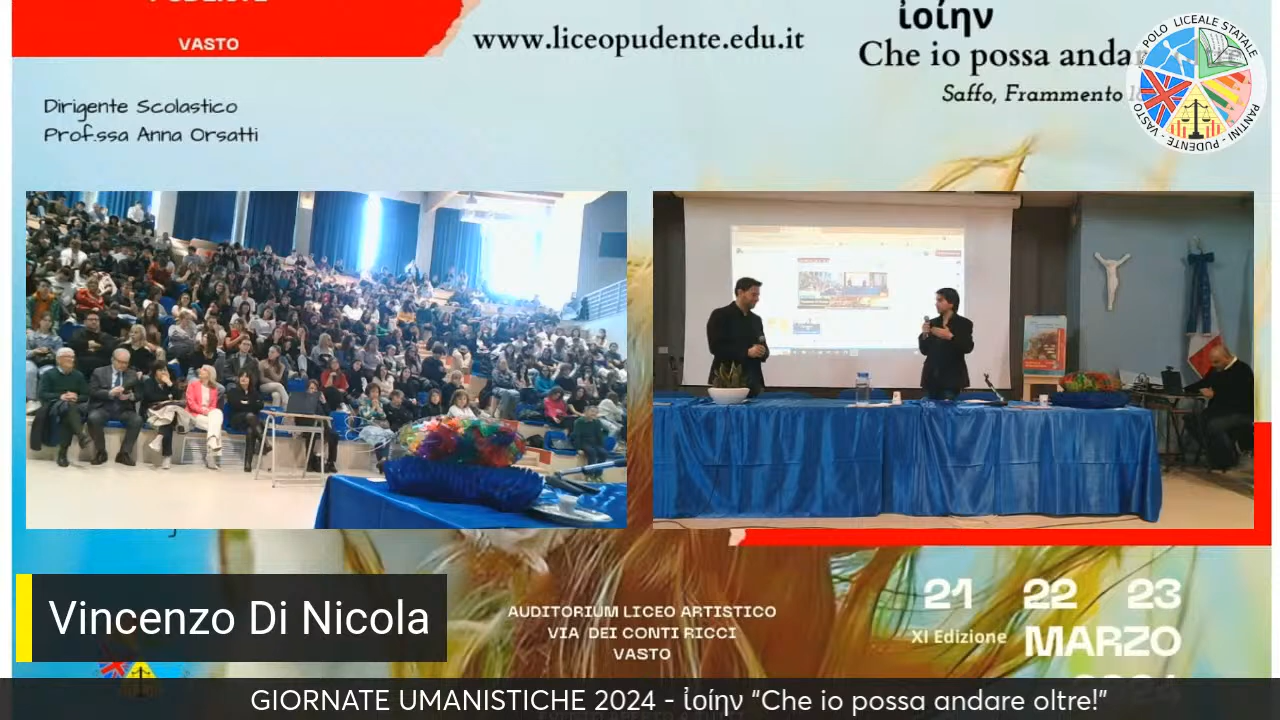 VASTO
www.liceopudente.edu.it
ἰοίην
Che io possa andar
Saffo, Frammento
POLO LICEALE STATALE
PANTINI - PUDENTE - VASTO
Dirigente Scolastico
Prof.ssa Anna Orsatti
Vincenzo Di Nicola
AUDITORIUM LICEO ARTISTICO
VIA DEI CONTI RICCI
VASTO
21 22 23
XI Edizione MARZO
GIORNATE UMANISTICHE 2024 - ἰοίην "Che io possa andare oltre!"